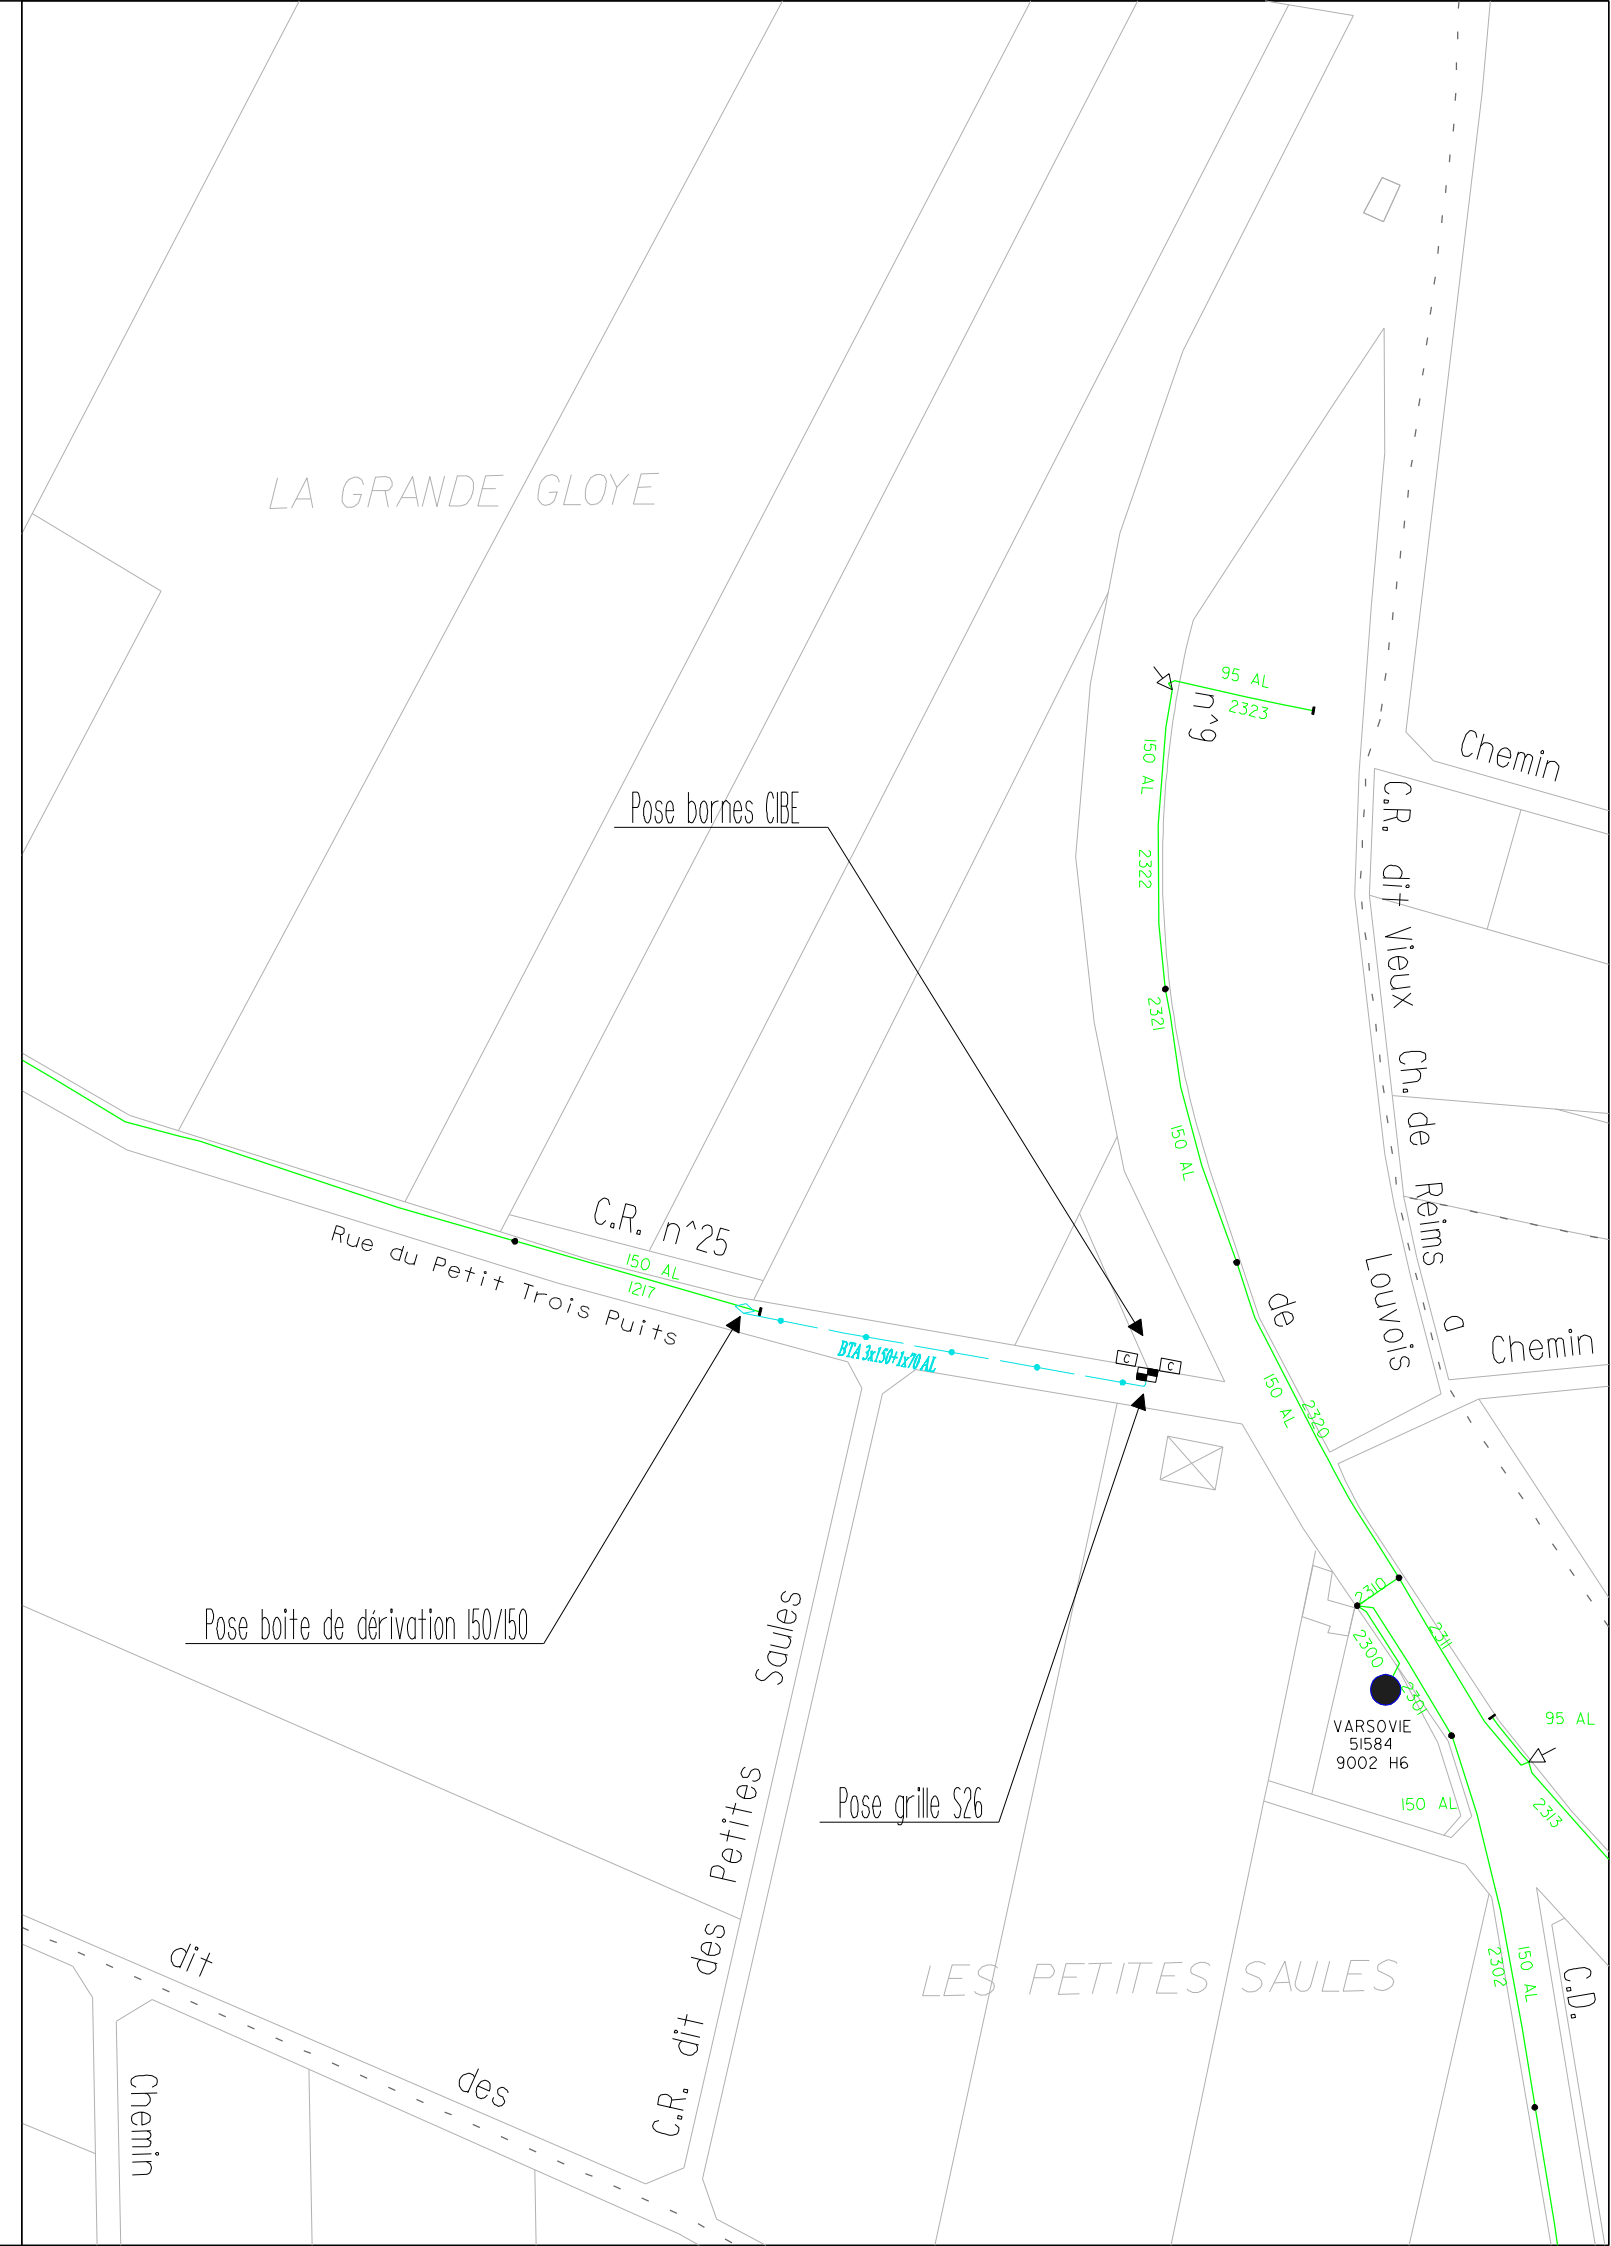 LA GRANDE GLOYE
95 AL
2323
n^9
150 AL
2322
2321
150 AL
Chemin
C.R. dit Vieux Ch. de Reims a
Louvois
Pose bornes CIBE
C.R. n^25
150 AL
1217
Rue du Petit Trois Puits
BTA 3x150+1x70 AL
C
C
de
150 AL
2320
Chemin
2310
2311
2300
2301
VARSOVIE
51584
9002 H6
95 AL
150 AL
2313
Pose boite de dérivation 150/150
Pose grille S26
C.R. dit des Petites Saules
LES PETITES SAULES
2302
150 AL
C.D.
dit
des
Chemin